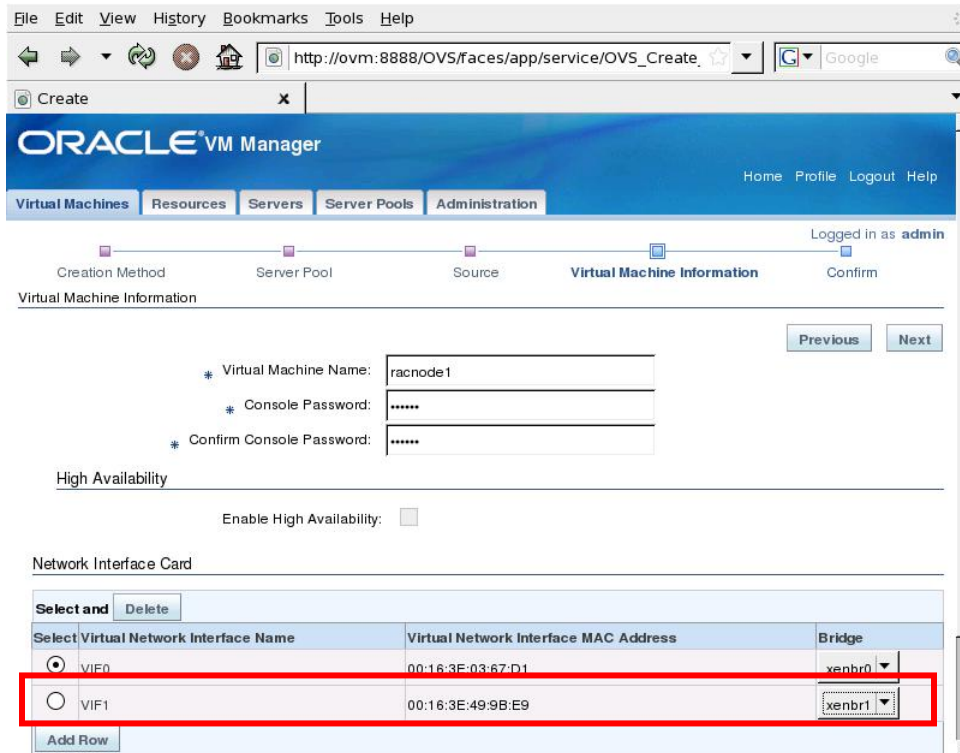 File Edit View History Bookmarks Tools Help
http://ovm:8888/OVS/faces/app/service/OVS_Create_ G Google
Create x
ORACLE VM Manager
Home Profile Logout Help
Virtual Machines Resources Servers Server Pools Administration
Logged in as admin
Creation Method Server Pool Source Virtual Machine Information Confirm
Virtual Machine Information
Previous Next
* Virtual Machine Name: racnode1
* Console Password: ••••••
* Confirm Console Password: ••••••
High Availability
Enable High Availability:
Network Interface Card
Select and Delete
Select Virtual Network Interface Name Virtual Network Interface MAC Address Bridge
VIF0 00:16:3E:03:67:D1 xenbr0
VIF1 00:16:3E:49:9B:E9 xenbr1
Add Row